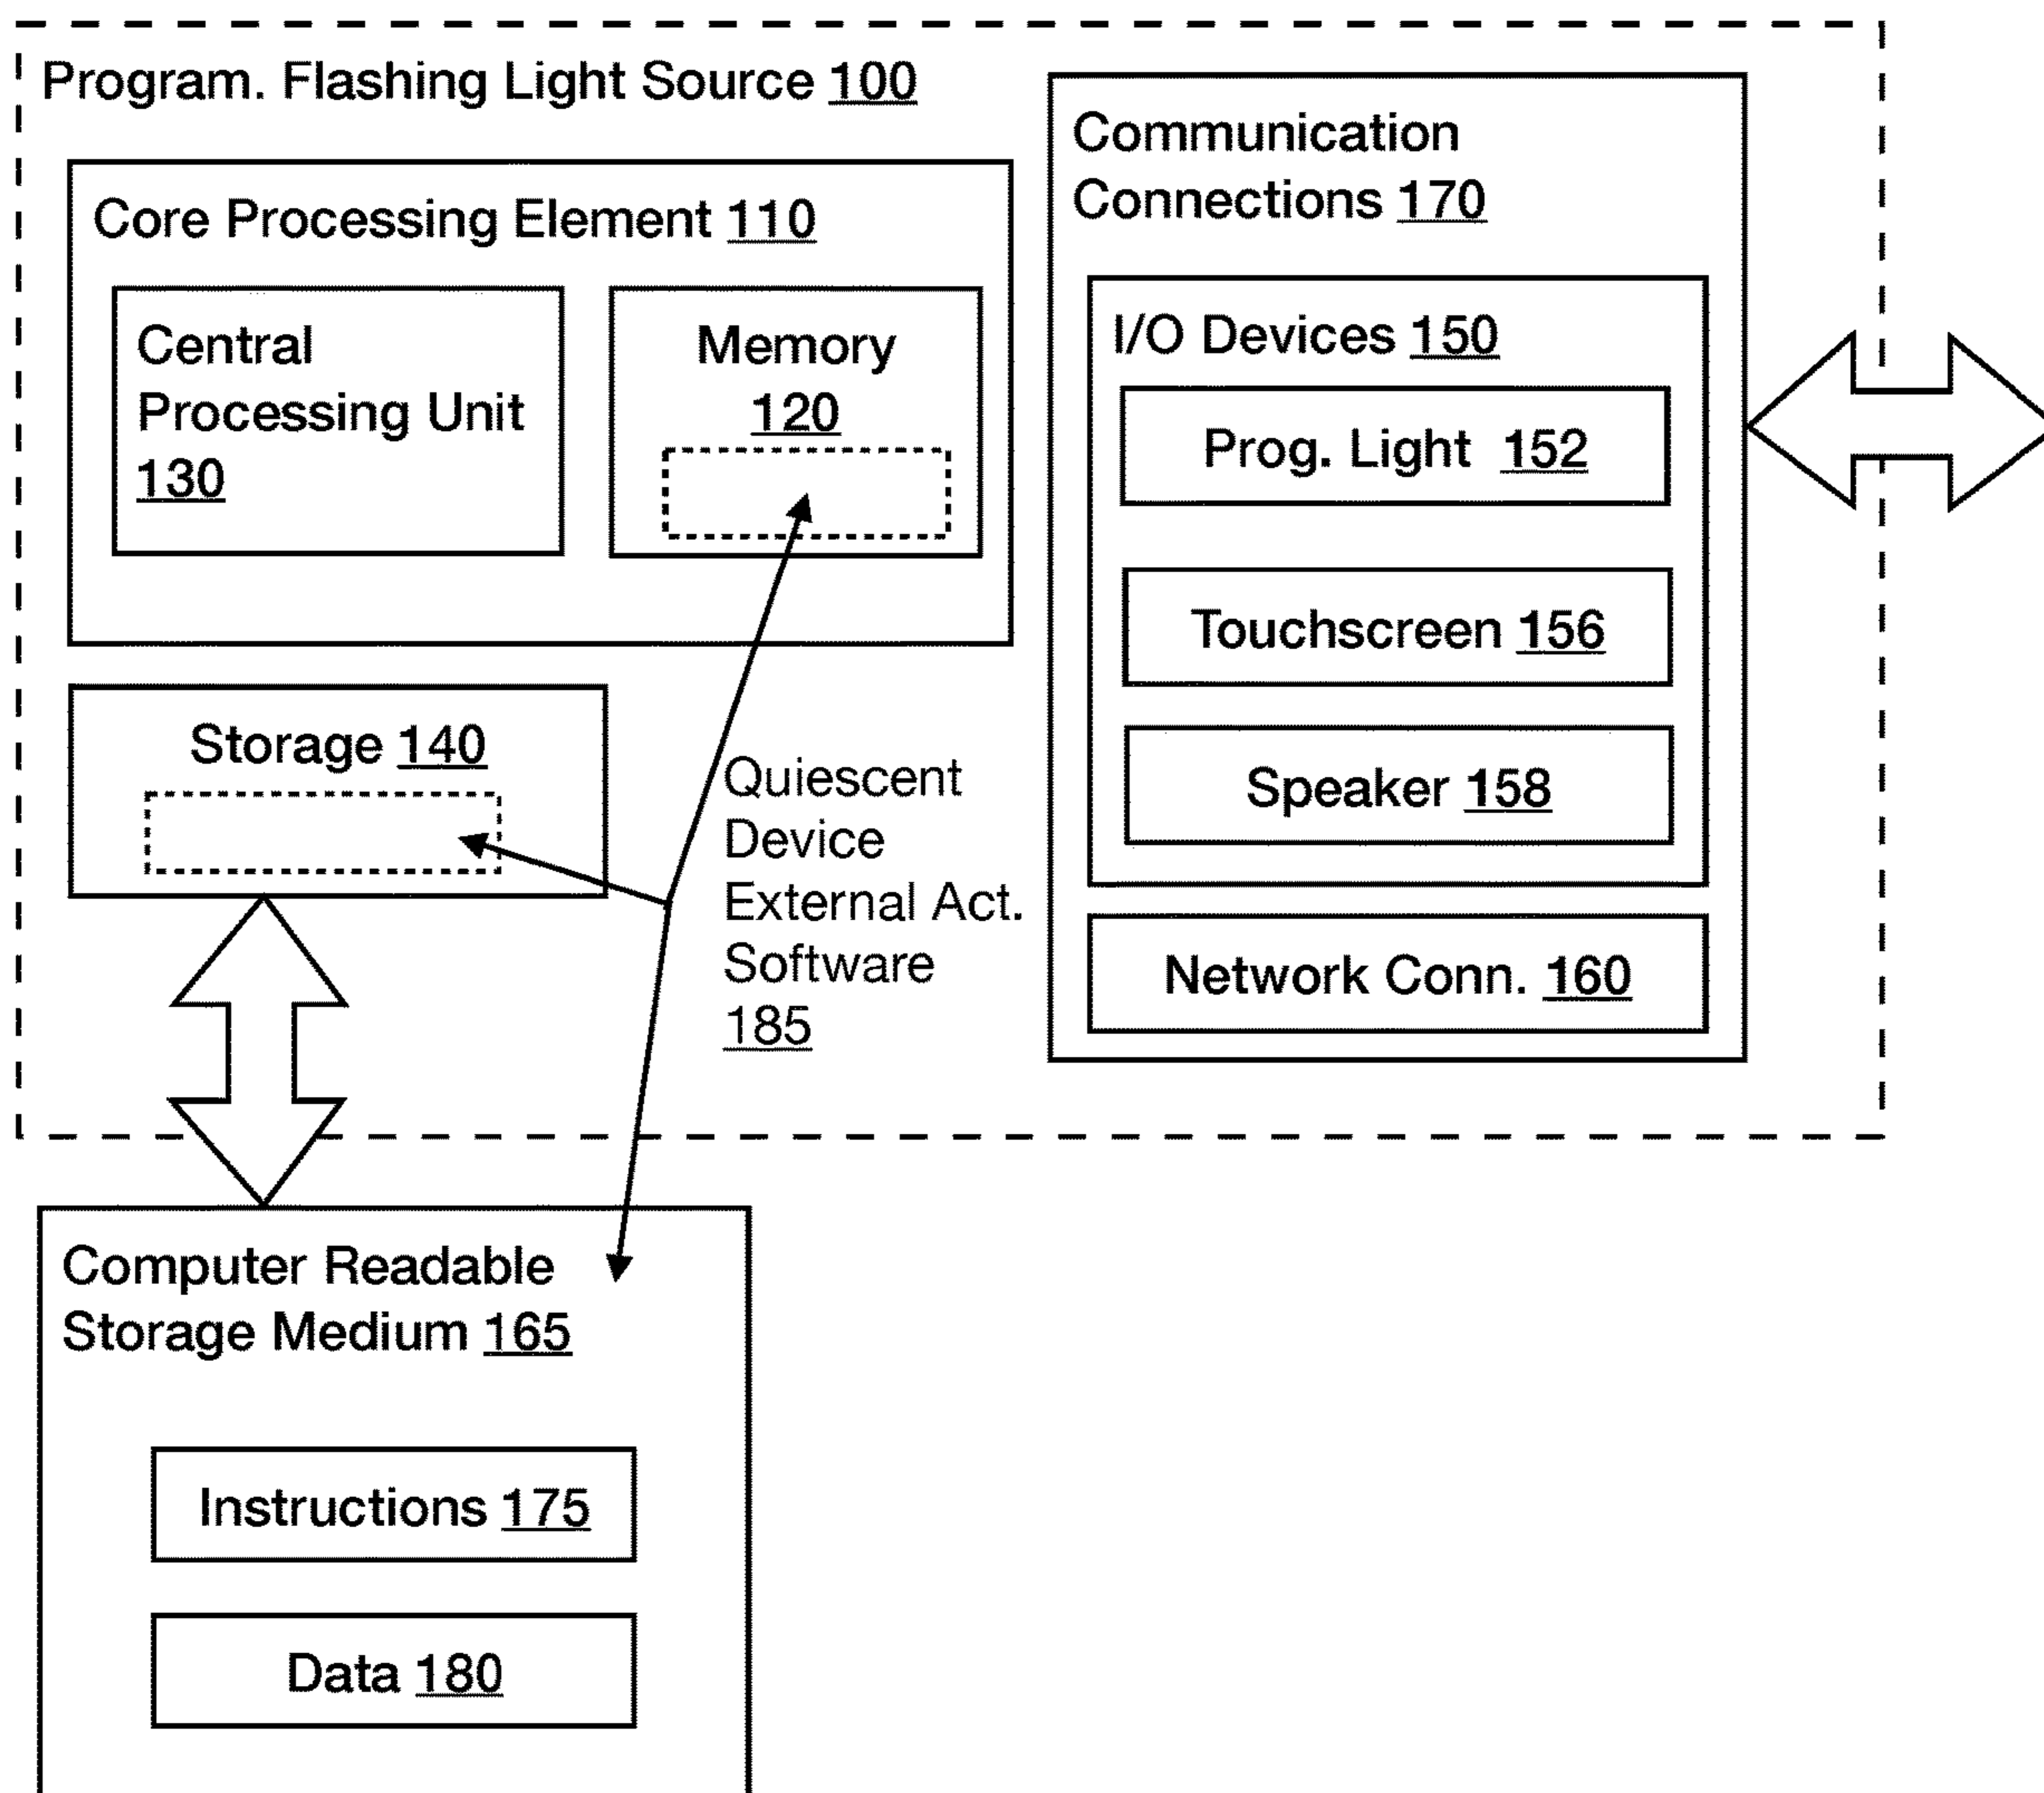 Program. Flashing Light Source 100
Core Processing Element 110
Central
Processing Unit
130
Memory
120
Storage 140
Quiescent
Device
External Act.
Software
185
Communication
Connections 170
I/O Devices 150
Prog. Light 152
Touchscreen 156
Speaker 158
Network Conn. 160
Computer Readable
Storage Medium 165
Instructions 175
Data 180